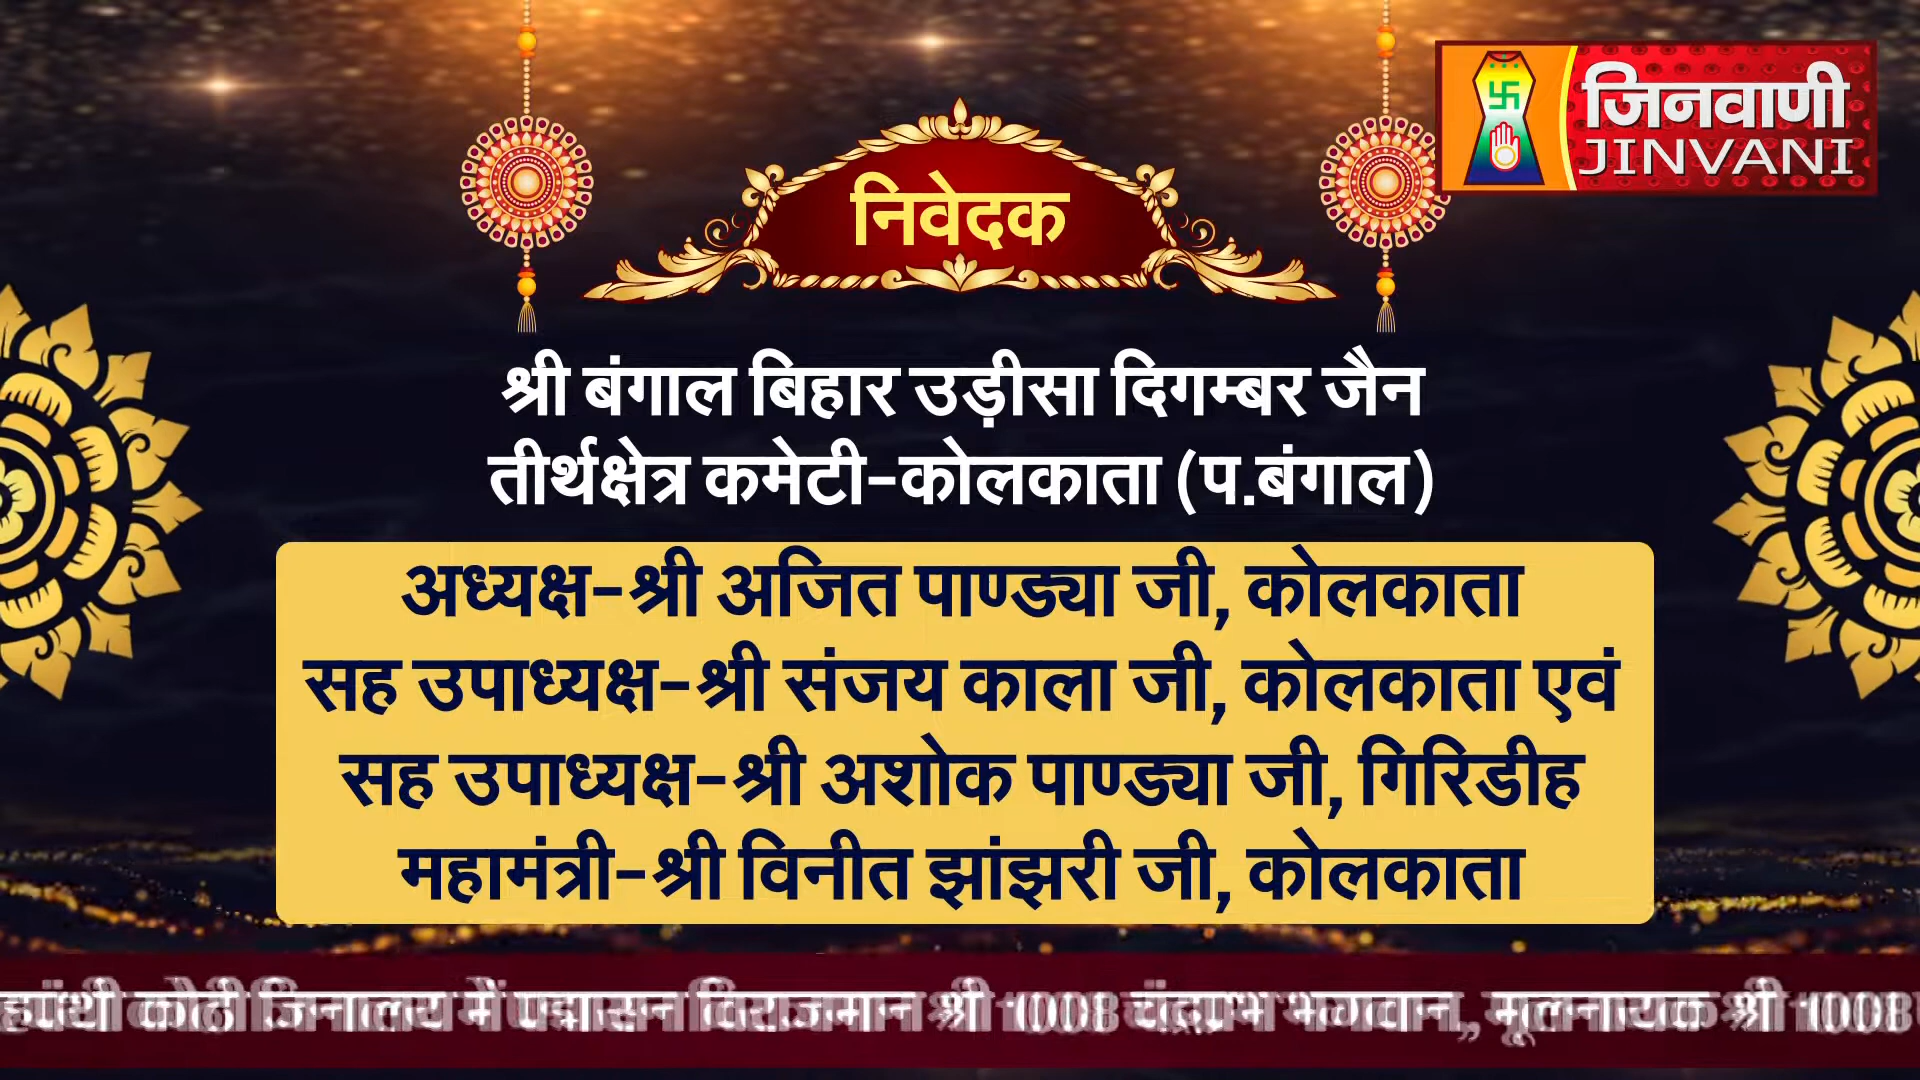 जिनवाणी
JINVANI
निवेदक
श्री बंगाल बिहार उड़ीसा दिगम्बर जैन
तीर्थक्षेत्र कमेटी-कोलकाता (प.बंगाल)
अध्यक्ष-श्री अजित पाण्ड्या जी, कोलकाता
सह उपाध्यक्ष-श्री संजय काला जी, कोलकाता एवं
सह उपाध्यक्ष-श्री अशोक पाण्ड्या जी, गिरिडीह
महामंत्री-श्री विनीत झांझरी जी, कोलकाता
कोठी जिनालय में पद्मासन विराजमान श्री 1008 चंद्रप्रभ भगवान, मूलनायक श्री 1008